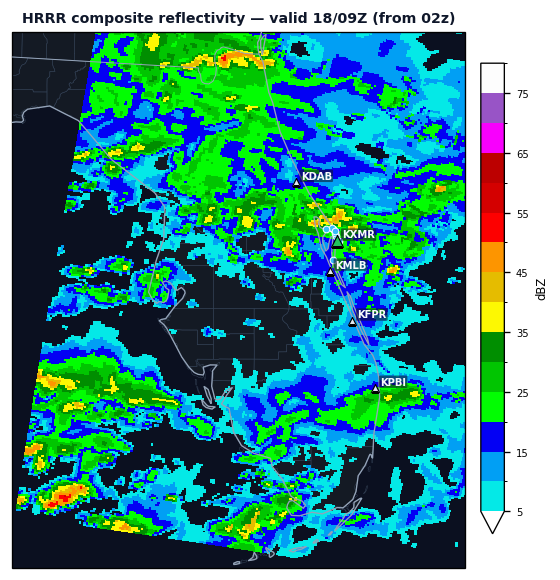 HRRR composite reflectivity — valid 18/09Z (from 02z)
KDAB
KXMR
KMLB
KFPR
KPBI
75
65
55
45
35
25
15
5
dBZ